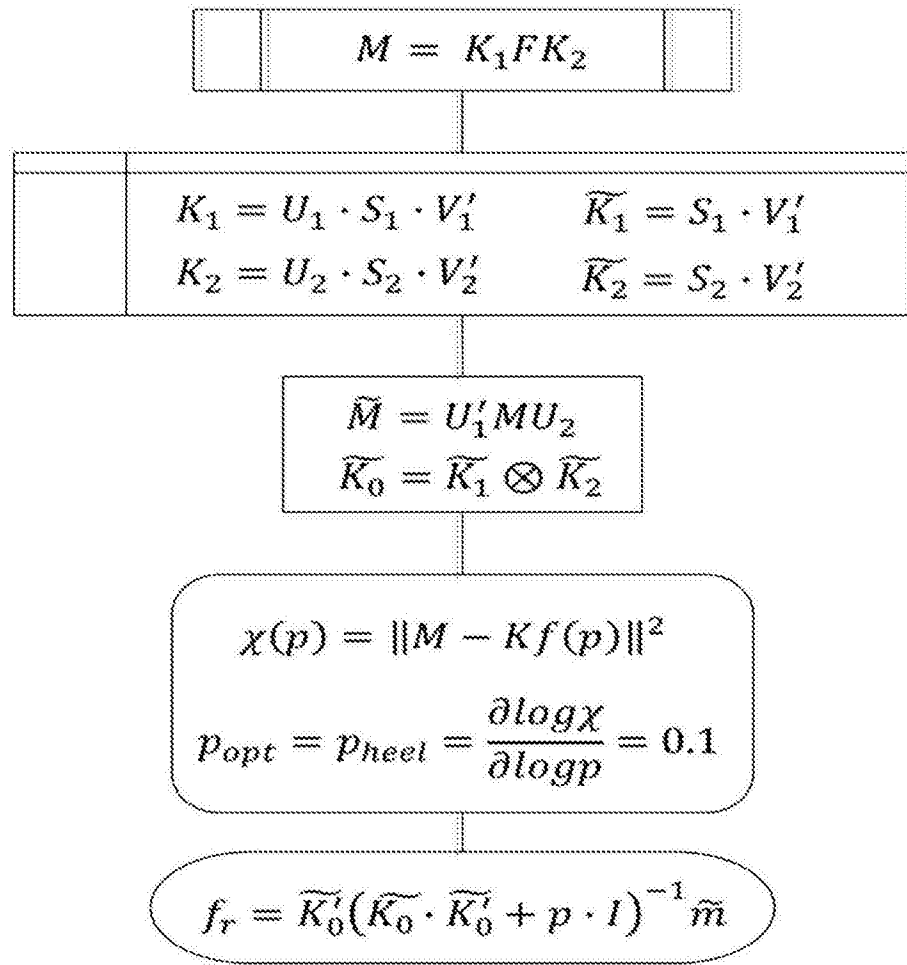 M = K₁FK₂
K₁ = U₁ · S₁ · V₁′ K̃₁ = S₁ · V₁′
K₂ = U₂ · S₂ · V₂′ K̃₂ = S₂ · V₂′
M̃ = U₁′MU₂
K̃₀ = K̃₁ ⊗ K̃₂
χ(p) = ‖M − Kf(p)‖²
p_opt = p_heel = ∂logχ/∂logp = 0.1
f_r = K̃₀′(K̃₀ · K̃₀′ + p · I)⁻¹m̃